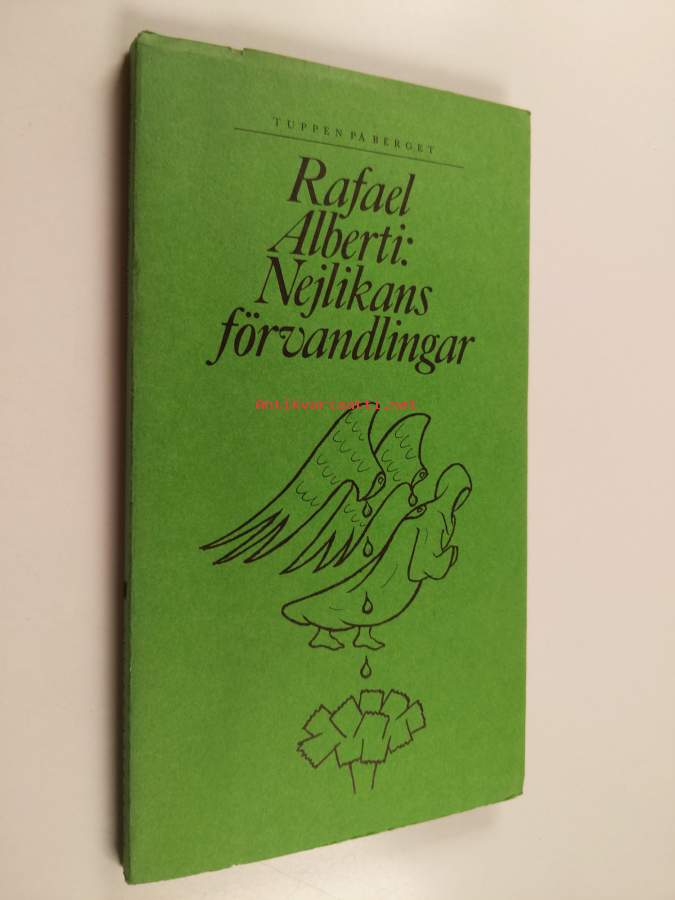 TUPPEN PÅ BERGET
Rafael
Alberti:
Nejlikans
förvandlingar
Antikvariaatti.net